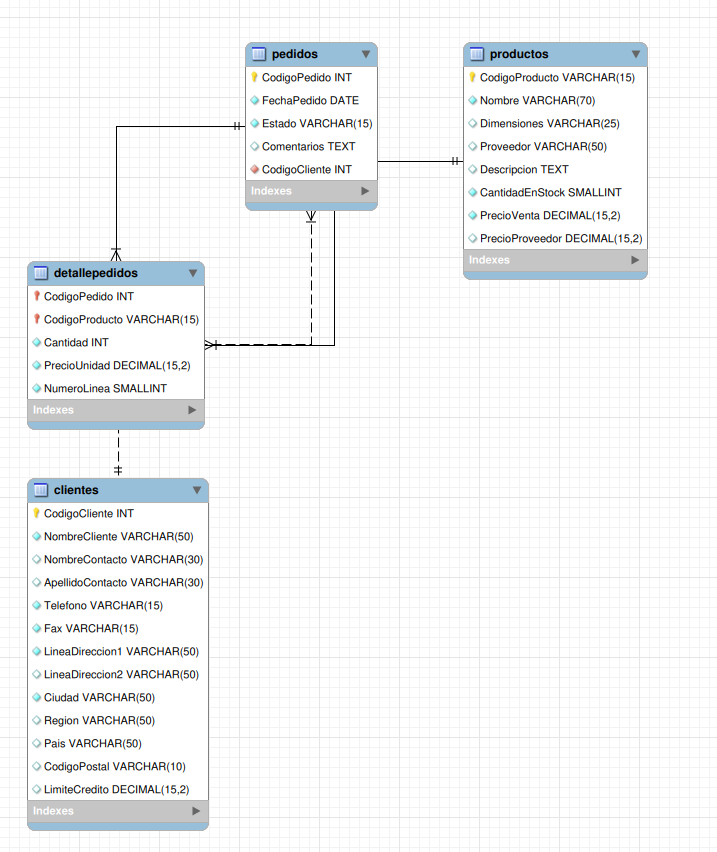 pedidos
CodigoPedido INT
FechaPedido DATE
Estado VARCHAR(15)
Comentarios TEXT
CodigoCliente INT
Indexes
productos
CodigoProducto VARCHAR(15)
Nombre VARCHAR(70)
Dimensiones VARCHAR(25)
Proveedor VARCHAR(50)
Descripcion TEXT
CantidadEnStock SMALLINT
PrecioVenta DECIMAL(15,2)
PrecioProveedor DECIMAL(15,2)
Indexes
detallepedidos
CodigoPedido INT
CodigoProducto VARCHAR(15)
Cantidad INT
PrecioUnidad DECIMAL(15,2)
NumeroLinea SMALLINT
Indexes
clientes
CodigoCliente INT
NombreCliente VARCHAR(50)
NombreContacto VARCHAR(30)
ApellidoContacto VARCHAR(30)
Telefono VARCHAR(15)
Fax VARCHAR(15)
LineaDireccion1 VARCHAR(50)
LineaDireccion2 VARCHAR(50)
Ciudad VARCHAR(50)
Region VARCHAR(50)
Pais VARCHAR(50)
CodigoPostal VARCHAR(10)
LimiteCredito DECIMAL(15,2)
Indexes